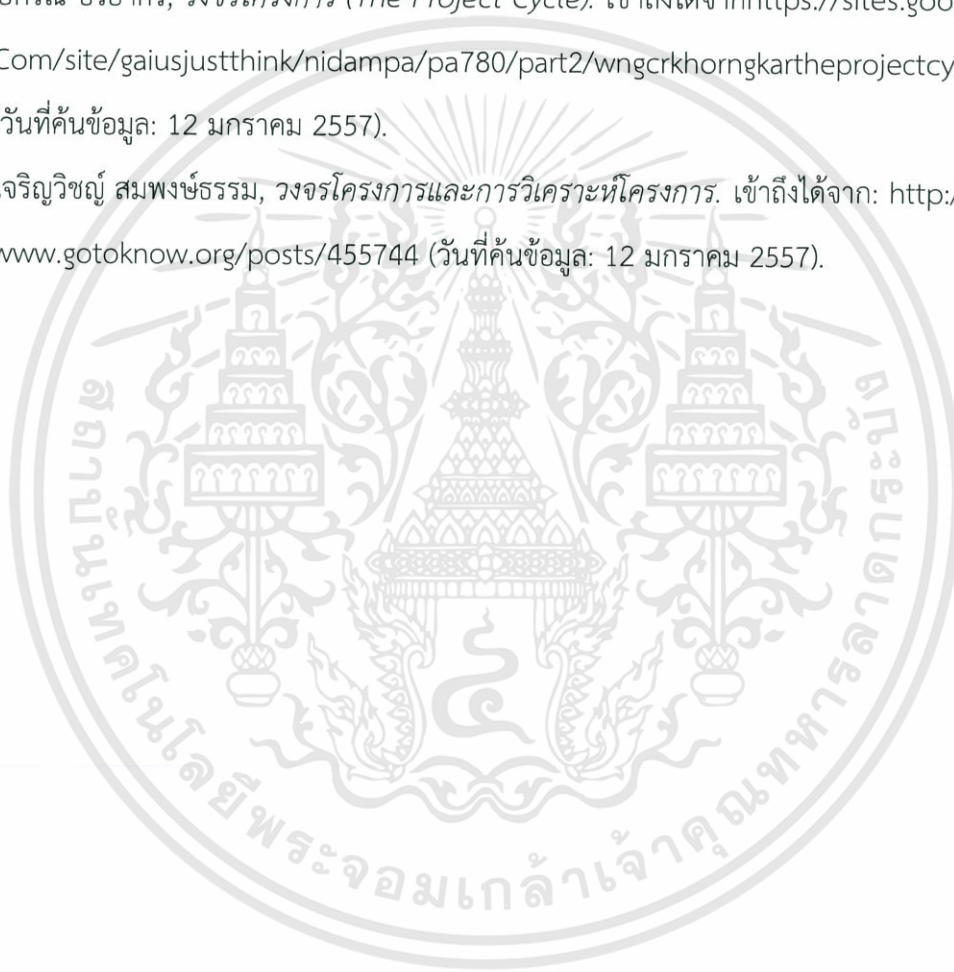 วงจรโครงการ (The Project Cycle). เข้าถึงได้จากhttps://sites.goo
Com/site/gaiusjustthink/nidampa/pa780/part2/wngcrkhorngkartheprojectcy
วันที่ค้นข้อมูล: 12 มกราคม 2557).
เจริญวิชญ์ สมพงษ์ธรรม, วงจรโครงการและการวิเคราะห์โครงการ. เข้าถึงได้จาก: http:/
www.gotoknow.org/posts/455744 (วันที่ค้นข้อมูล: 12 มกราคม 2557).
สถาบันเทคโนโลยีพระจอมเกล้าเจ้าคุณทหารลาดกระบัง